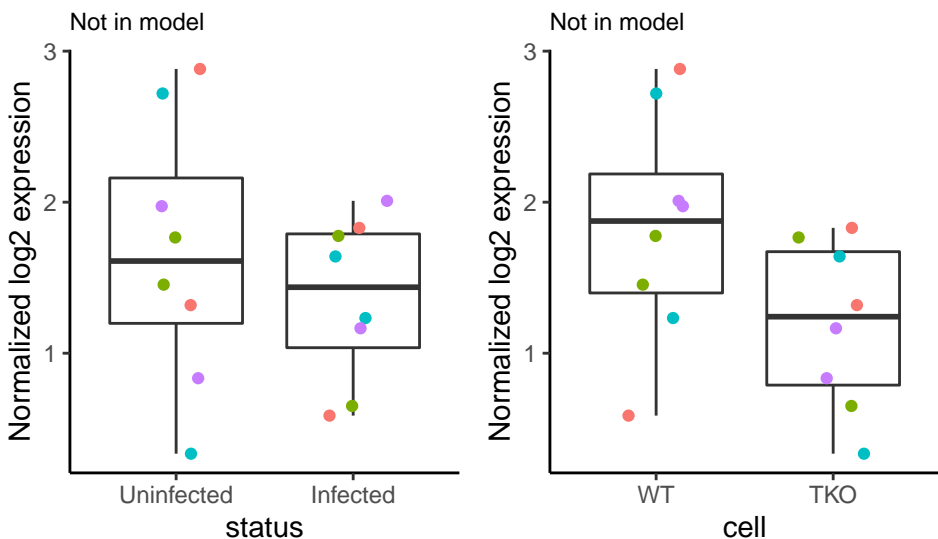 Not in model
Normalized log2 expression
3
2
1
Uninfected
Infected
status
Not in model
Normalized log2 expression
3
2
1
WT
TKO
cell